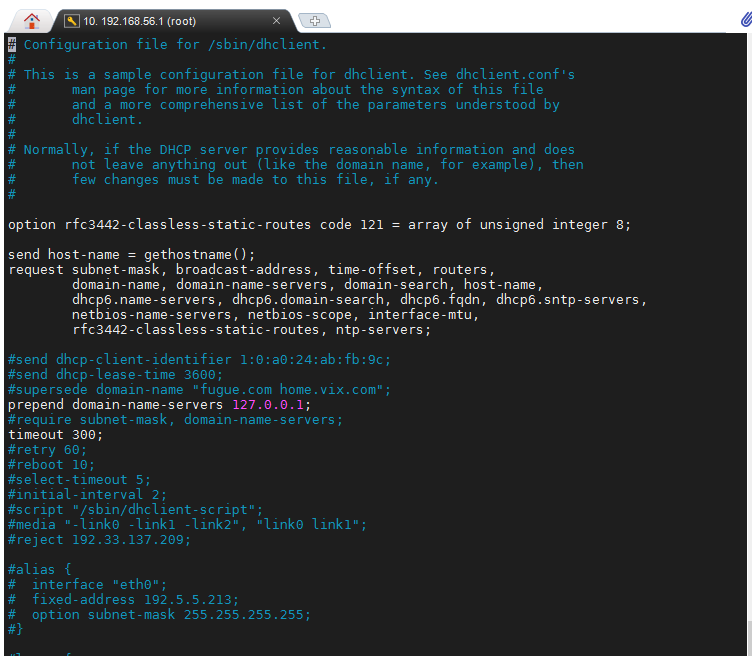 10. 192.168.56.1 (root)
# Configuration file for /sbin/dhclient.
#
# This is a sample configuration file for dhclient. See dhclient.conf's
#       man page for more information about the syntax of this file
#       and a more comprehensive list of the parameters understood by
#       dhclient.
#
# Normally, if the DHCP server provides reasonable information and does
#       not leave anything out (like the domain name, for example), then
#       few changes must be made to this file, if any.
#
option rfc3442-classless-static-routes code 121 = array of unsigned integer 8;
send host-name = gethostname();
request subnet-mask, broadcast-address, time-offset, routers,
        domain-name, domain-name-servers, domain-search, host-name,
        dhcp6.name-servers, dhcp6.domain-search, dhcp6.fqdn, dhcp6.sntp-servers,
        netbios-name-servers, netbios-scope, interface-mtu,
        rfc3442-classless-static-routes, ntp-servers;
#send dhcp-client-identifier 1:0:a0:24:ab:fb:9c;
#send dhcp-lease-time 3600;
#supersede domain-name "fugue.com home.vix.com";
prepend domain-name-servers 127.0.0.1;
#require subnet-mask, domain-name-servers;
timeout 300;
#retry 60;
#reboot 10;
#select-timeout 5;
#initial-interval 2;
#script "/sbin/dhclient-script";
#media "-link0 -link1 -link2", "link0 link1";
#reject 192.33.137.209;
#alias {
#  interface "eth0";
#  fixed-address 192.5.5.213;
#  option subnet-mask 255.255.255.255;
#}